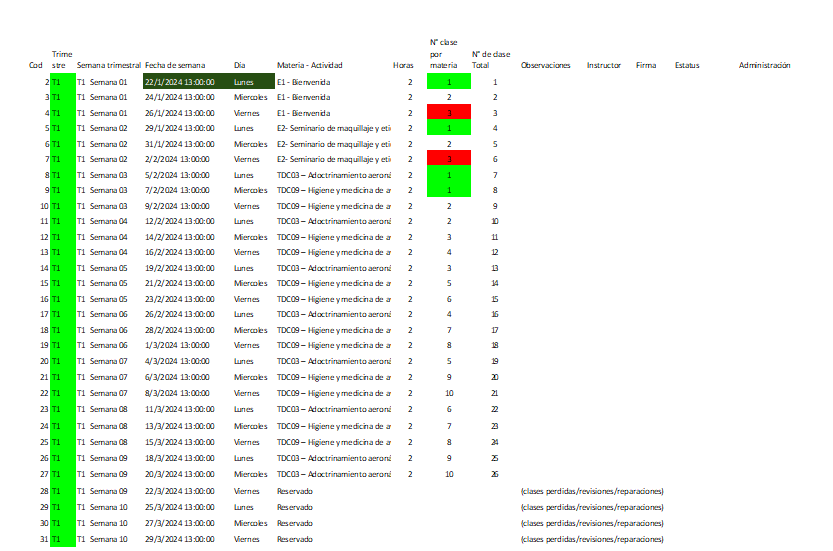 Cod Trimestre Semana trimestral Fecha de semana Día Materia - Actividad Horas N° clase por materia N° de clase Total Observaciones Instructor Firma Estatus Administración
2 T1 T1 Semana 01 22/1/2024 13:00:00 Lunes E1 - Bienvenida 2 1 1
3 T1 T1 Semana 01 24/1/2024 13:00:00 Miercoles E1 - Bienvenida 2 2 2
4 T1 T1 Semana 01 26/1/2024 13:00:00 Viernes E1 - Bienvenida 2 3 3
5 T1 T1 Semana 02 29/1/2024 13:00:00 Lunes E2- Seminario de maquillaje y eti 2 1 4
6 T1 T1 Semana 02 31/1/2024 13:00:00 Miercoles E2- Seminario de maquillaje y eti 2 2 5
7 T1 T1 Semana 02 2/2/2024 13:00:00 Viernes E2- Seminario de maquillaje y eti 2 3 6
8 T1 T1 Semana 03 5/2/2024 13:00:00 Lunes TDC03 – Adoctrinamiento aeroná 2 1 7
9 T1 T1 Semana 03 7/2/2024 13:00:00 Miercoles TDC09 – Higiene y medicina de a 2 1 8
10 T1 T1 Semana 03 9/2/2024 13:00:00 Viernes TDC09 – Higiene y medicina de a 2 2 9
11 T1 T1 Semana 04 12/2/2024 13:00:00 Lunes TDC03 – Adoctrinamiento aeroná 2 2 10
12 T1 T1 Semana 04 14/2/2024 13:00:00 Miercoles TDC09 – Higiene y medicina de a 2 3 11
13 T1 T1 Semana 04 16/2/2024 13:00:00 Viernes TDC09 – Higiene y medicina de a 2 4 12
14 T1 T1 Semana 05 19/2/2024 13:00:00 Lunes TDC03 – Adoctrinamiento aeroná 2 3 13
15 T1 T1 Semana 05 21/2/2024 13:00:00 Miercoles TDC09 – Higiene y medicina de a 2 5 14
16 T1 T1 Semana 05 23/2/2024 13:00:00 Viernes TDC09 – Higiene y medicina de a 2 6 15
17 T1 T1 Semana 06 26/2/2024 13:00:00 Lunes TDC03 – Adoctrinamiento aeroná 2 4 16
18 T1 T1 Semana 06 28/2/2024 13:00:00 Miercoles TDC09 – Higiene y medicina de a 2 7 17
19 T1 T1 Semana 06 1/3/2024 13:00:00 Viernes TDC09 – Higiene y medicina de a 2 8 18
20 T1 T1 Semana 07 4/3/2024 13:00:00 Lunes TDC03 – Adoctrinamiento aeroná 2 5 19
21 T1 T1 Semana 07 6/3/2024 13:00:00 Miercoles TDC09 – Higiene y medicina de a 2 9 20
22 T1 T1 Semana 07 8/3/2024 13:00:00 Viernes TDC09 – Higiene y medicina de a 2 10 21
23 T1 T1 Semana 08 11/3/2024 13:00:00 Lunes TDC03 – Adoctrinamiento aeroná 2 6 22
24 T1 T1 Semana 08 13/3/2024 13:00:00 Miercoles TDC09 – Higiene y medicina de a 2 7 23
25 T1 T1 Semana 08 15/3/2024 13:00:00 Viernes TDC09 – Higiene y medicina de a 2 8 24
26 T1 T1 Semana 09 18/3/2024 13:00:00 Lunes TDC03 – Adoctrinamiento aeroná 2 9 25
27 T1 T1 Semana 09 20/3/2024 13:00:00 Miercoles TDC03 – Adoctrinamiento aeroná 2 10 26
28 T1 T1 Semana 09 22/3/2024 13:00:00 Viernes Reservado (clases perdidas/revisiones/reparaciones)
29 T1 T1 Semana 10 25/3/2024 13:00:00 Lunes Reservado (clases perdidas/revisiones/reparaciones)
30 T1 T1 Semana 10 27/3/2024 13:00:00 Miercoles Reservado (clases perdidas/revisiones/reparaciones)
31 T1 T1 Semana 10 29/3/2024 13:00:00 Viernes Reservado (clases perdidas/revisiones/reparaciones)